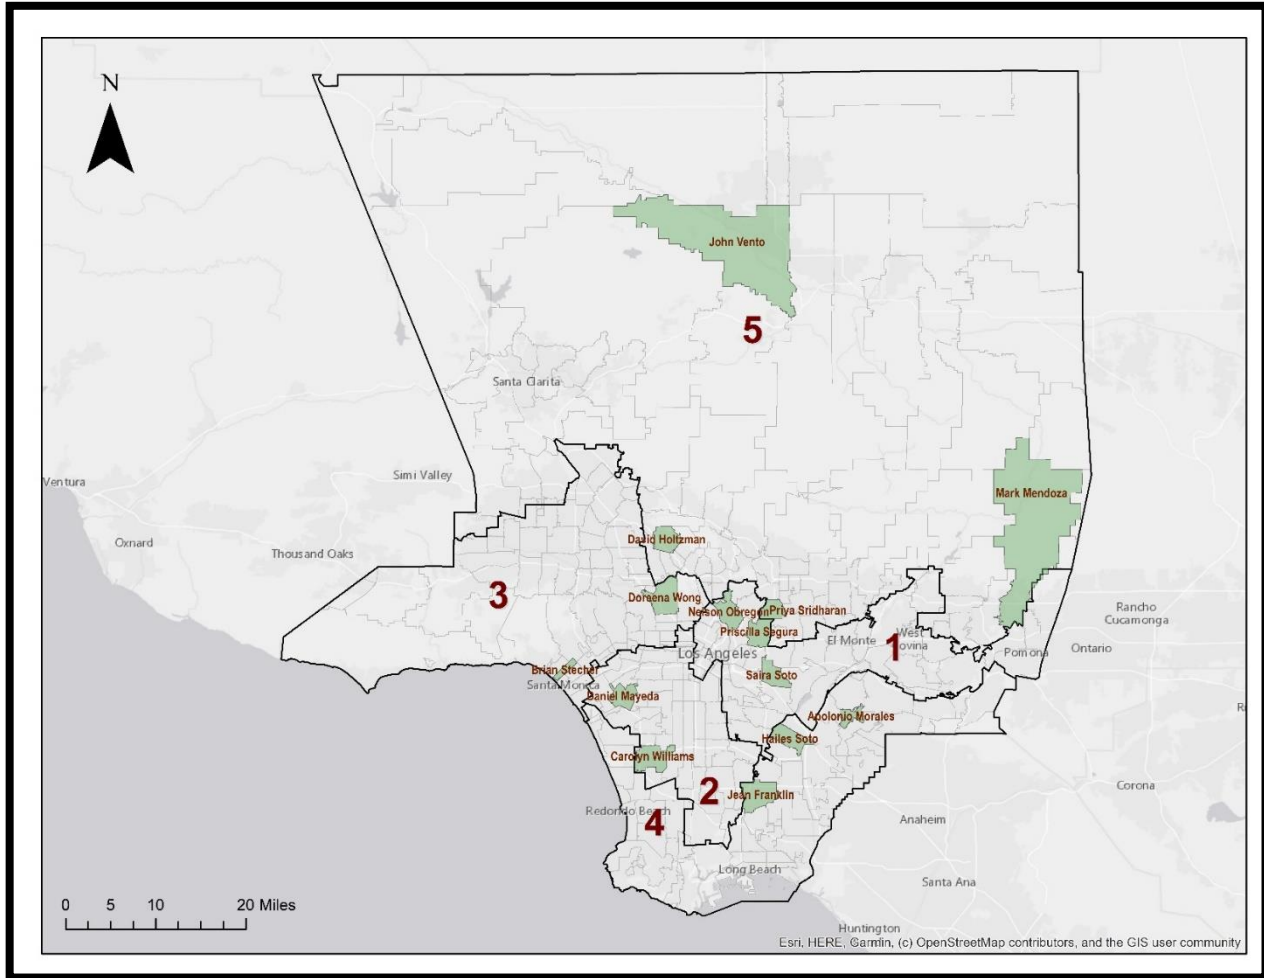 N
John Vento
5
Santa Clarita
Simi Valley
Ventura
Mark Mendoza
Oxnard
David Holtzman
Thousand Oaks
3
Doreena Wong
Nelson Obregon
Priya Sridharan
Rancho
Cucamonga
Priscilla Segura
El Monte
West
Covina
1
Los Angeles
Pomona
Ontario
Brian Stecher
Santa Monica
Saira Soto
Daniel Mayeda
Apolonio Morales
Halles Soto
Carolyn Williams
2
Jean Franklin
Corona
Redondo Beach
4
Anaheim
Long Beach
Santa Ana
0 5 10 20 Miles
Huntington
Esri, HERE, Garmin, (c) OpenStreetMap contributors, and the GIS user community